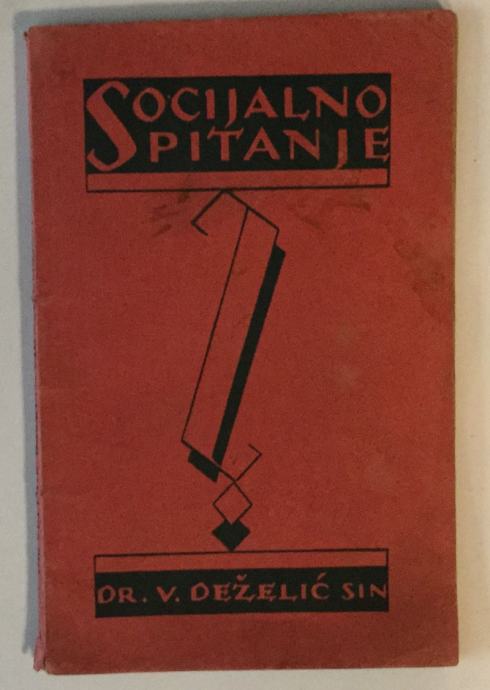 SOCIJALNO
PITANJE
?
DR. V. DEŽELIĆ SIN